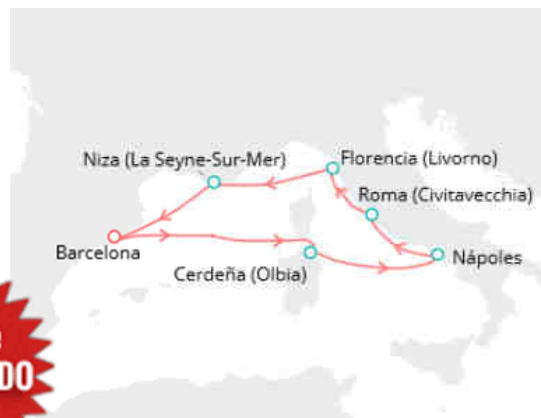 Niza (La Seyne-Sur-Mer)
Florencia (Livorno)
Roma (Civitavecchia)
Barcelona
Cerdeña (Olbia)
Nápoles